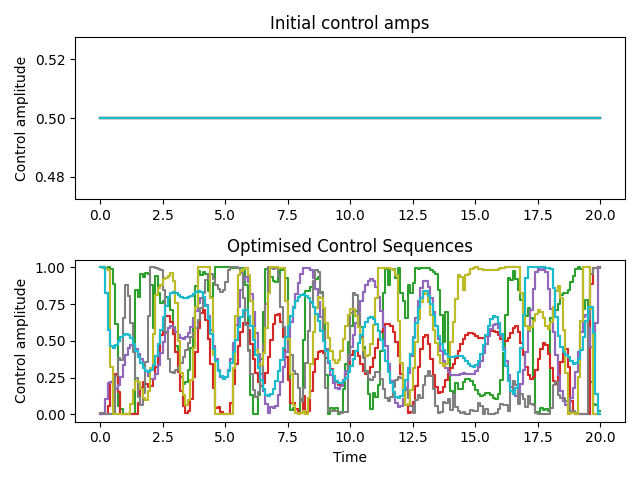 Initial control amps
Control amplitude
0.52
0.50
0.48
0.0 2.5 5.0 7.5 10.0 12.5 15.0 17.5 20.0
Optimised Control Sequences
Control amplitude
1.00
0.75
0.50
0.25
0.00
0.0 2.5 5.0 7.5 10.0 12.5 15.0 17.5 20.0
Time